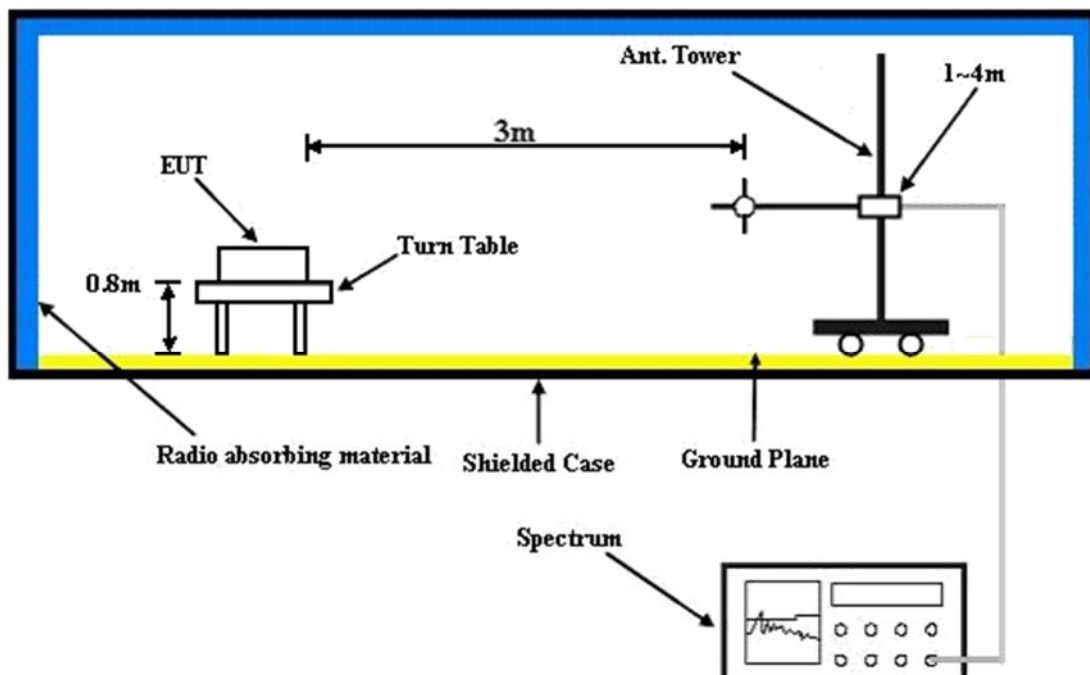 Ant. Tower
1~4m
3m
EUT
Turn Table
0.8m
Radio absorbing material
Shielded Case
Ground Plane
Spectrum